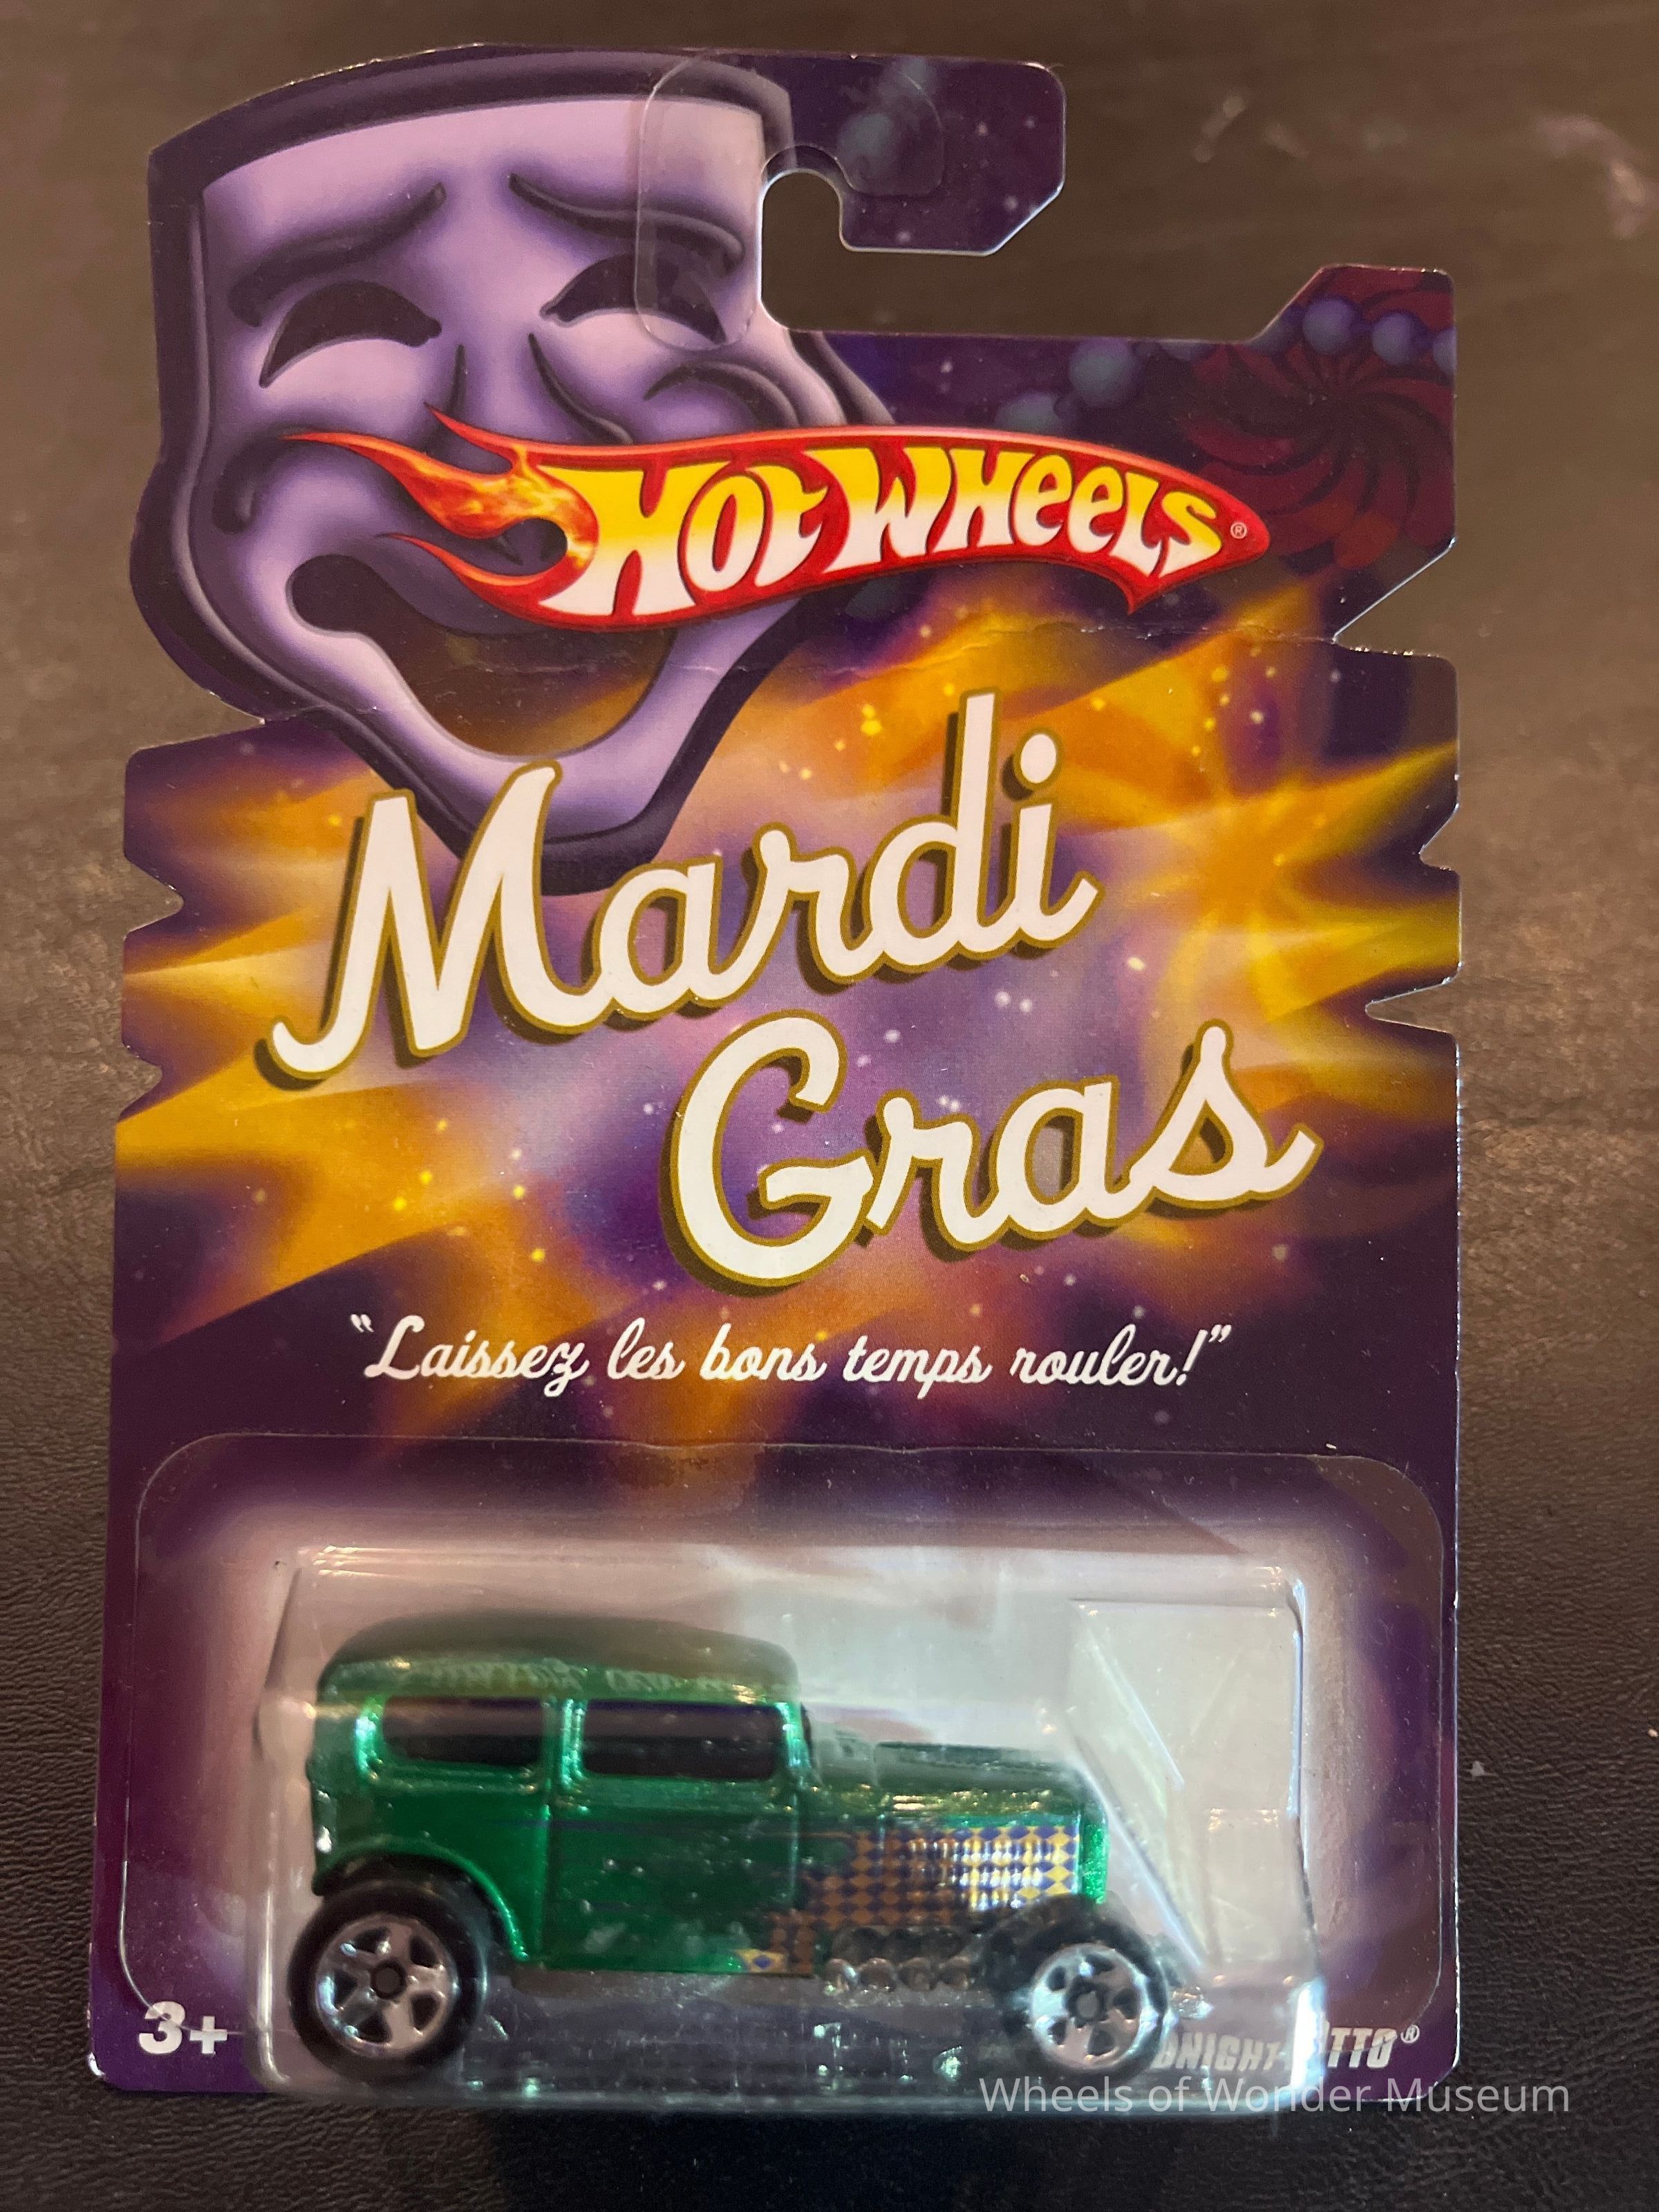 HOT WHEELS®
Mardi
Gras
"Laissez les bons temps rouler!"
3+
Wheels of Wonder Museum